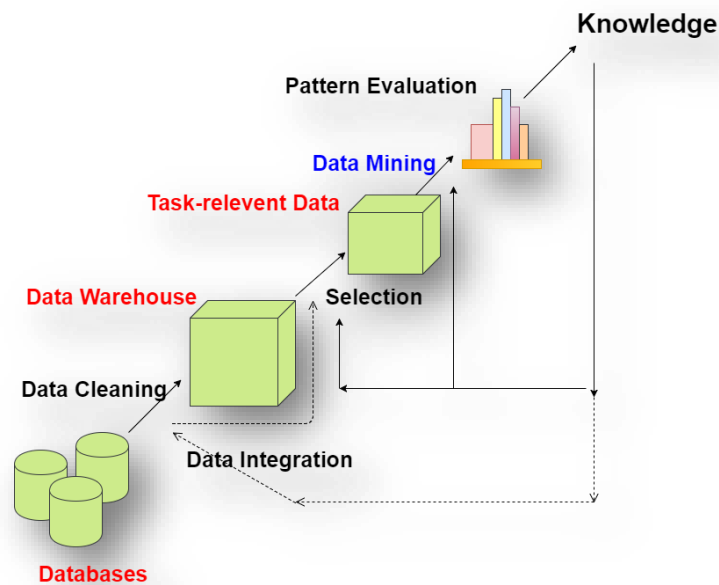 Knowledge
Pattern Evaluation
Data Mining
Task-relevent Data
Data Warehouse
Selection
Data Cleaning
Data Integration
Databases